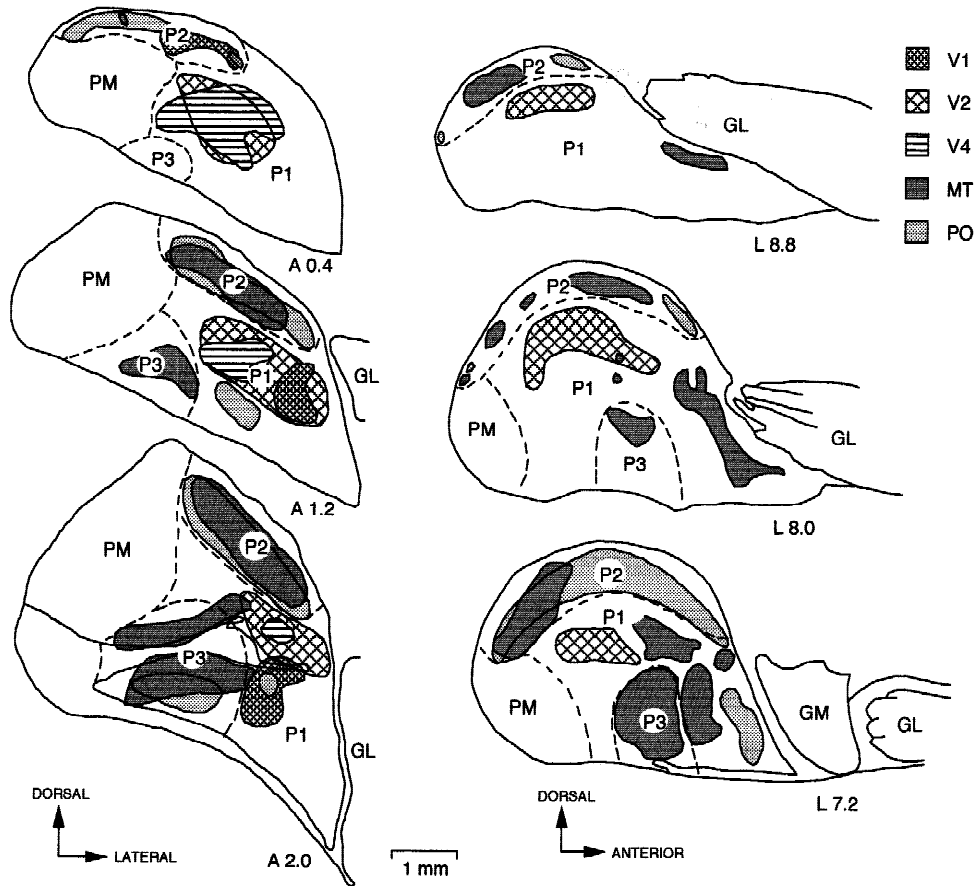 P2
PM
P3
P1
A 0.4
P2
PM
P3
P1
GL
A 1.2
P2
PM
P3
P1
GL
A 2.0
DORSAL
LATERAL
1 mm
P2
P1
GL
L 8.8
P2
P1
PM
P3
GL
L 8.0
P2
P1
PM
P3
GM
GL
L 7.2
DORSAL
ANTERIOR
V1
V2
V4
MT
PO